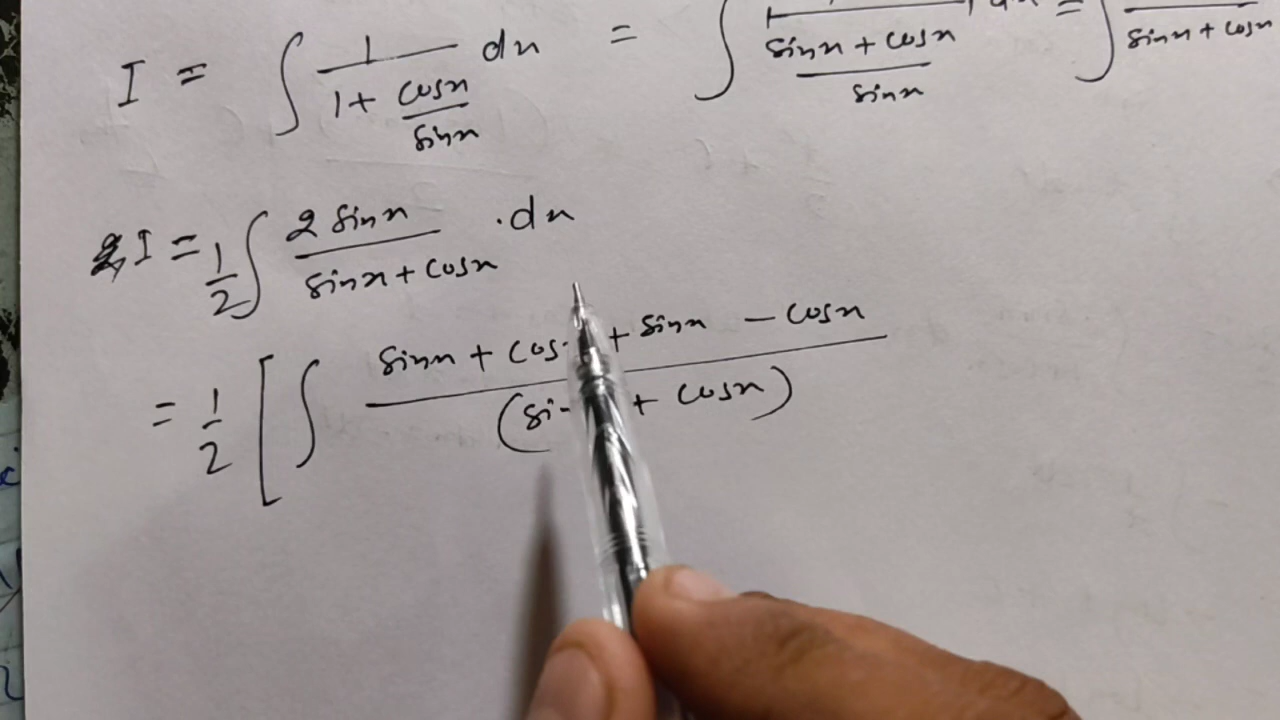 I = ∫ 1/(1 + cosx/sinx) dx = ∫ 1/((sinx + cosx)/sinx) dx = ∫ /(sinx + cosx)
I = 1/2 ∫ 2 sinx/(sinx + cosx) .dx
= 1/2 [ ∫ (sinx + cos + sinx - cosx)/(sin + cosx)